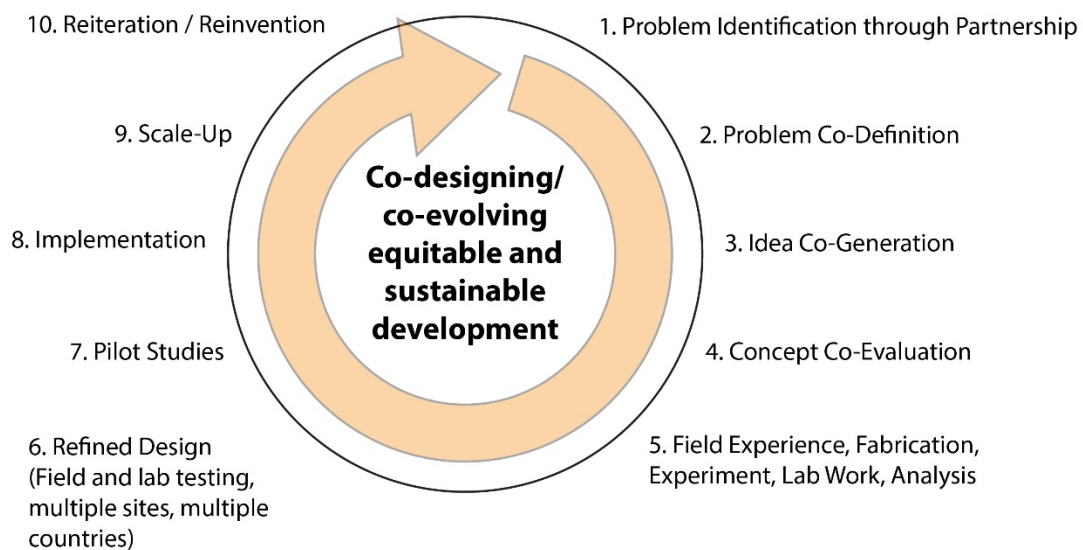 1. Problem Identification through Partnership
2. Problem Co-Definition
3. Idea Co-Generation
4. Concept Co-Evaluation
5. Field Experience, Fabrication,
Experiment, Lab Work, Analysis
6. Refined Design
(Field and lab testing,
multiple sites, multiple
countries)
7. Pilot Studies
8. Implementation
9. Scale-Up
10. Reiteration / Reinvention
Co-designing/
co-evolving
equitable and
sustainable
development